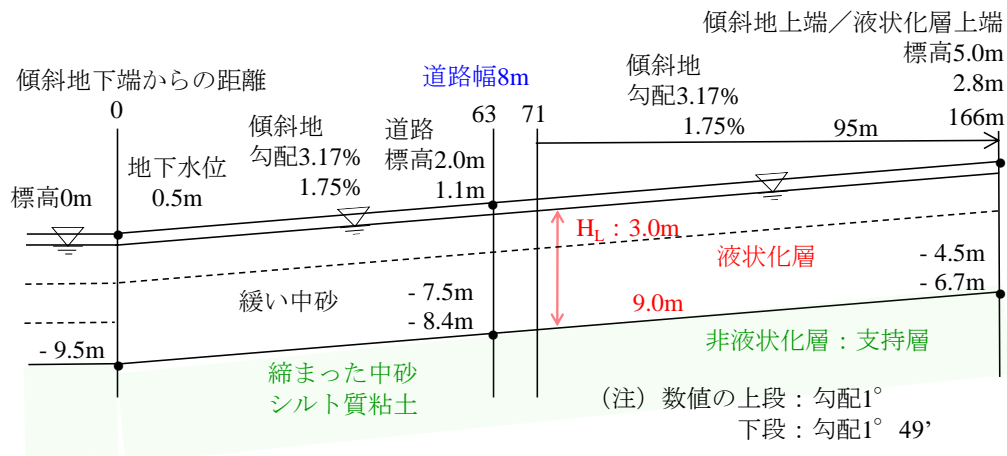 傾斜地上端／液状化層上端
標高5.0m
2.8m
傾斜地下端からの距離
道路幅8m
傾斜地
勾配3.17%
1.75%
0
63
71
95m
166m
傾斜地
勾配3.17%
1.75%
道路
標高2.0m
1.1m
地下水位
0.5m
標高0m
HL：3.0m
液状化層
- 4.5m
- 6.7m
緩い中砂
- 7.5m
- 8.4m
9.0m
- 9.5m
非液状化層：支持層
締まった中砂
シルト質粘土
（注）数値の上段：勾配1°
下段：勾配1° 49’